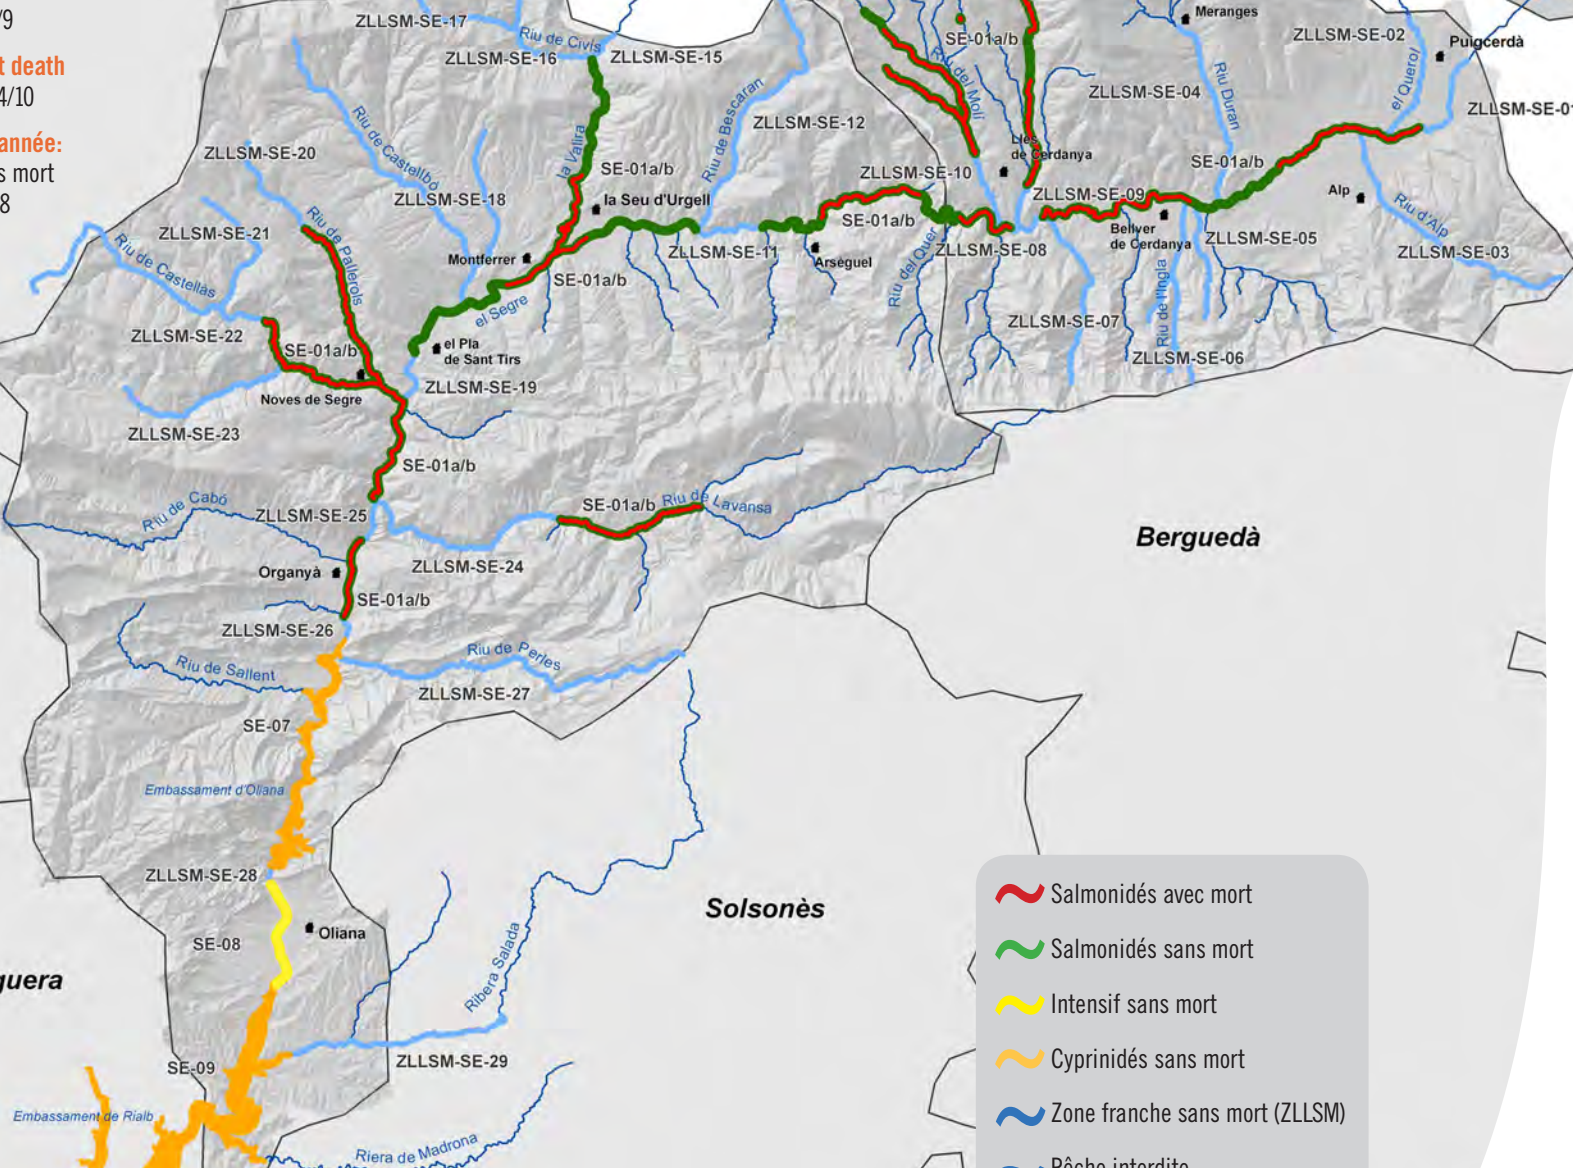 /9
t death
4/10
année:
s mort
8
ZLLSM-SE-17
Riu de Civís
ZLLSM-SE-16
ZLLSM-SE-15
SE-01a/b
Riu del Molí
Meranges
ZLLSM-SE-02
Puigcerdà
el Querol
ZLLSM-SE-04
Riu Duran
ZLLSM-SE-01
Riu de Castellbó
la Valira
Riu de Bescaran
ZLLSM-SE-12
Lles
de Cerdanya
ZLLSM-SE-20
SE-01a/b
ZLLSM-SE-10
SE-01a/b
ZLLSM-SE-18
la Seu d'Urgell
ZLLSM-SE-09
Alp
Riu d'Alp
ZLLSM-SE-21
Riu de Pallerols
SE-01a/b
Bellver
de Cerdanya
ZLLSM-SE-05
ZLLSM-SE-03
Riu de Castellàs
Montferrer
ZLLSM-SE-11
Arsèguel
Riu del Quer
ZLLSM-SE-08
SE-01a/b
el Segre
Riu de l'Ingla
ZLLSM-SE-22
SE-01a/b
el Pla
de Sant Tirs
ZLLSM-SE-07
ZLLSM-SE-06
ZLLSM-SE-19
Noves de Segre
ZLLSM-SE-23
SE-01a/b
Riu de Cabó
ZLLSM-SE-25
SE-01a/b
Riu de Lavansa
Berguedà
Organyà
ZLLSM-SE-24
SE-01a/b
ZLLSM-SE-26
Riu de Sallent
Riu de Perles
ZLLSM-SE-27
SE-07
Embassament d'Oliana
ZLLSM-SE-28
Oliana
SE-08
Solsonès
guera
Ribera Salada
SE-09
ZLLSM-SE-29
Embassament de Rialb
Riera de Madrona
Salmonidés avec mort
Salmonidés sans mort
Intensif sans mort
Cyprinidés sans mort
Zone franche sans mort (ZLLSM)
Pêche interdite